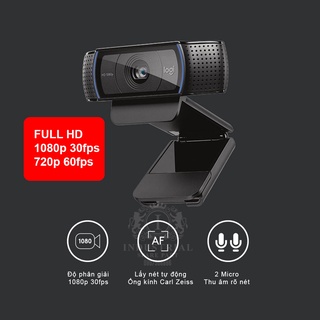 logi
FULL HD
1080p 30fps
720p 60fps
1080
AF
Độ phân giải
1080p 30fps
Lấy nét tự động
Ống kính Carl Zeiss
2 Micro
Thu âm rõ nét